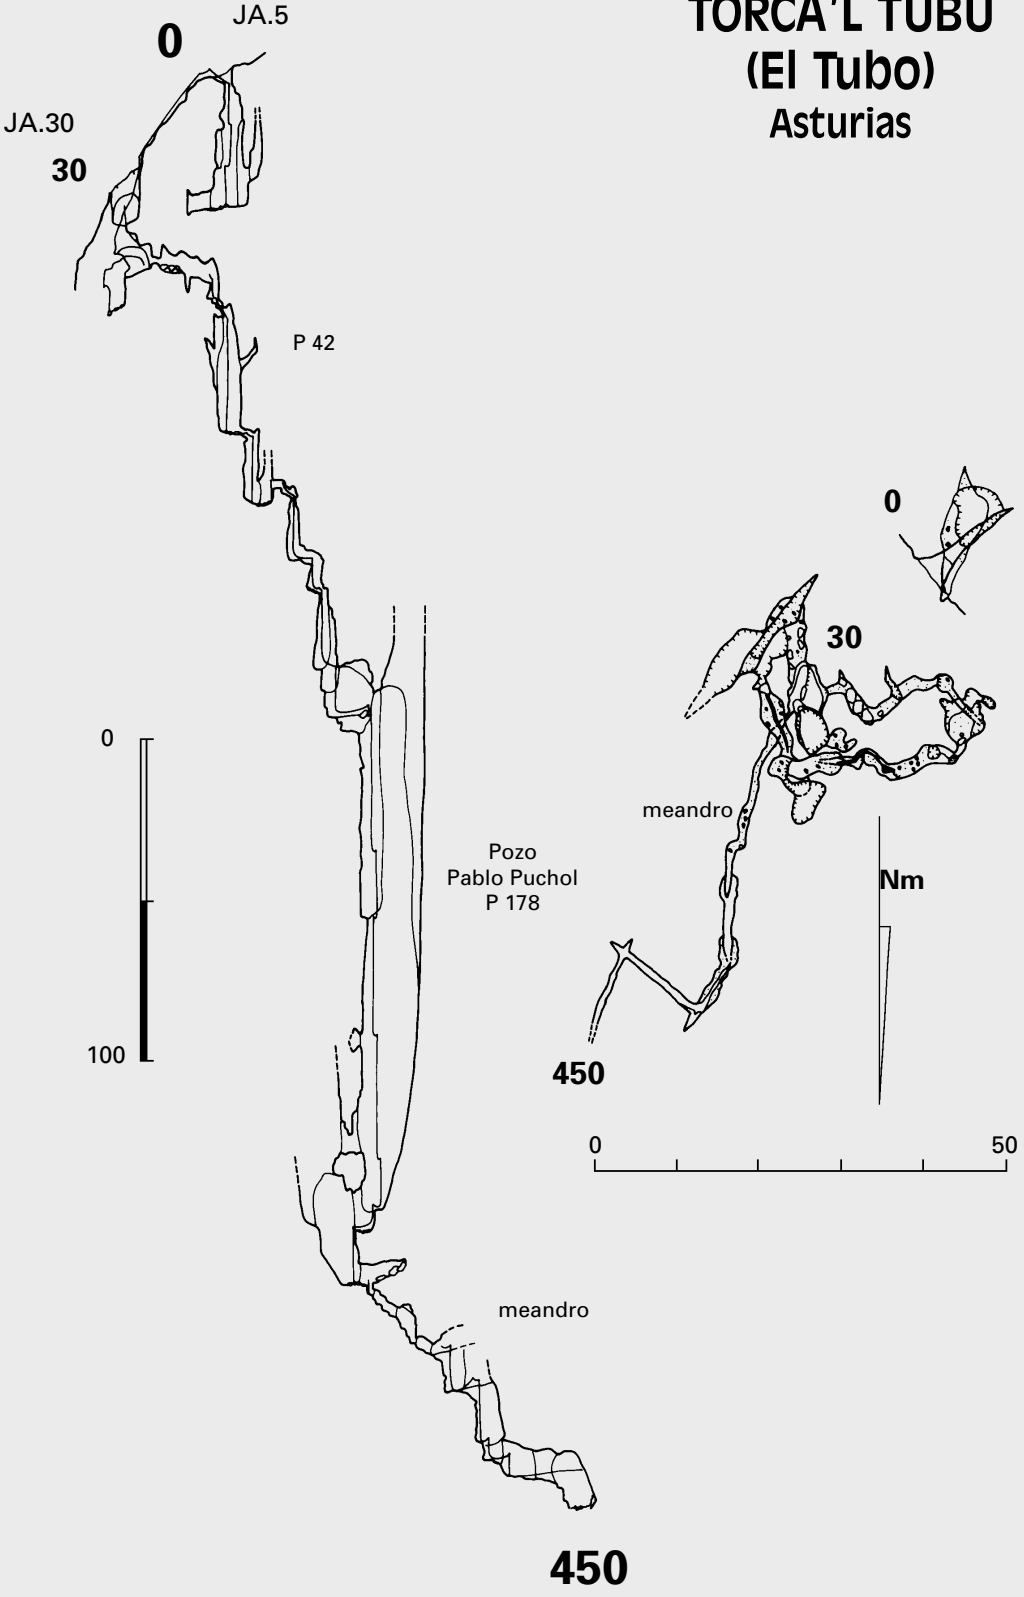 TORCA'L TUBU
(El Tubo)
Asturias
JA.5
0
JA.30
30
P 42
0
30
0
meandro
Pozo
Pablo Puchol
P 178
Nm
100
450
0
50
meandro
450